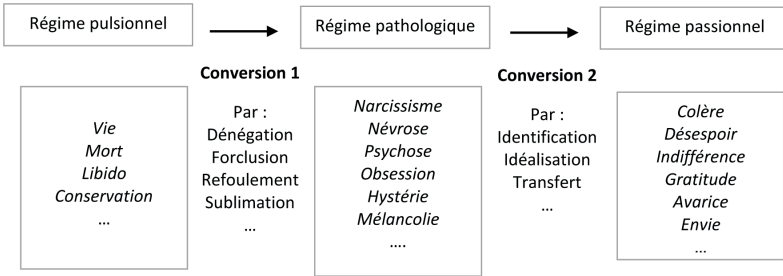 Régime pulsionnel
Régime pathologique
Régime passionnel
Conversion 1
Conversion 2
Vie
Mort
Libido
Conservation
…
Par :
Dénégation
Forclusion
Refoulement
Sublimation
…
Narcissisme
Névrose
Psychose
Obsession
Hystérie
Mélancolie
….
Par :
Identification
Idéalisation
Transfert
…
Colère
Désespoir
Indifférence
Gratitude
Avarice
Envie
…